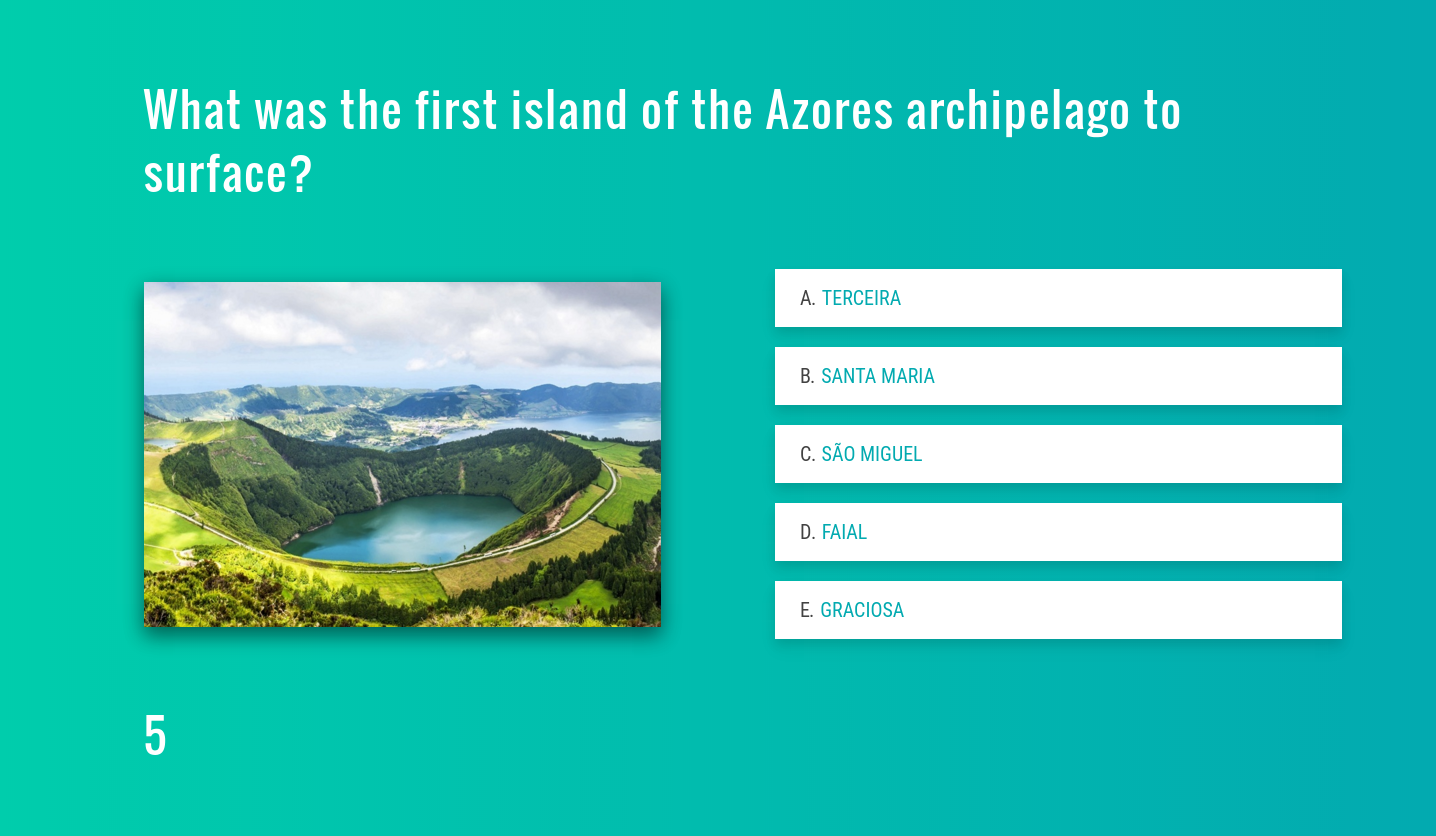 What was the first island of the Azores archipelago to
surface?
A. TERCEIRA
B. SANTA MARIA
C. SÃO MIGUEL
D. FAIAL
E. GRACIOSA
5